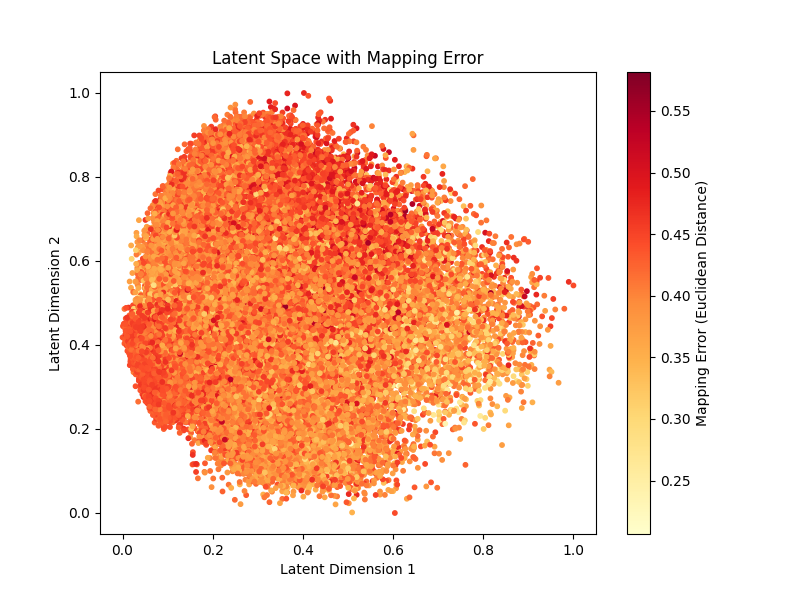 Latent Space with Mapping Error
1.0
0.8
0.6
0.4
0.2
0.0
Latent Dimension 2
0.0 0.2 0.4 0.6 0.8 1.0
Latent Dimension 1
0.55
0.50
0.45
0.40
0.35
0.30
0.25
Mapping Error (Euclidean Distance)